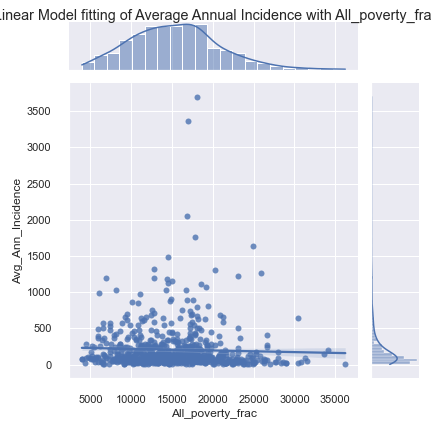 Linear Model fitting of Average Annual Incidence with All_poverty_fra
3500
3000
2500
2000
1500
1000
500
0
Avg_Ann_Incidence
5000 10000 15000 20000 25000 30000 35000
All_poverty_frac